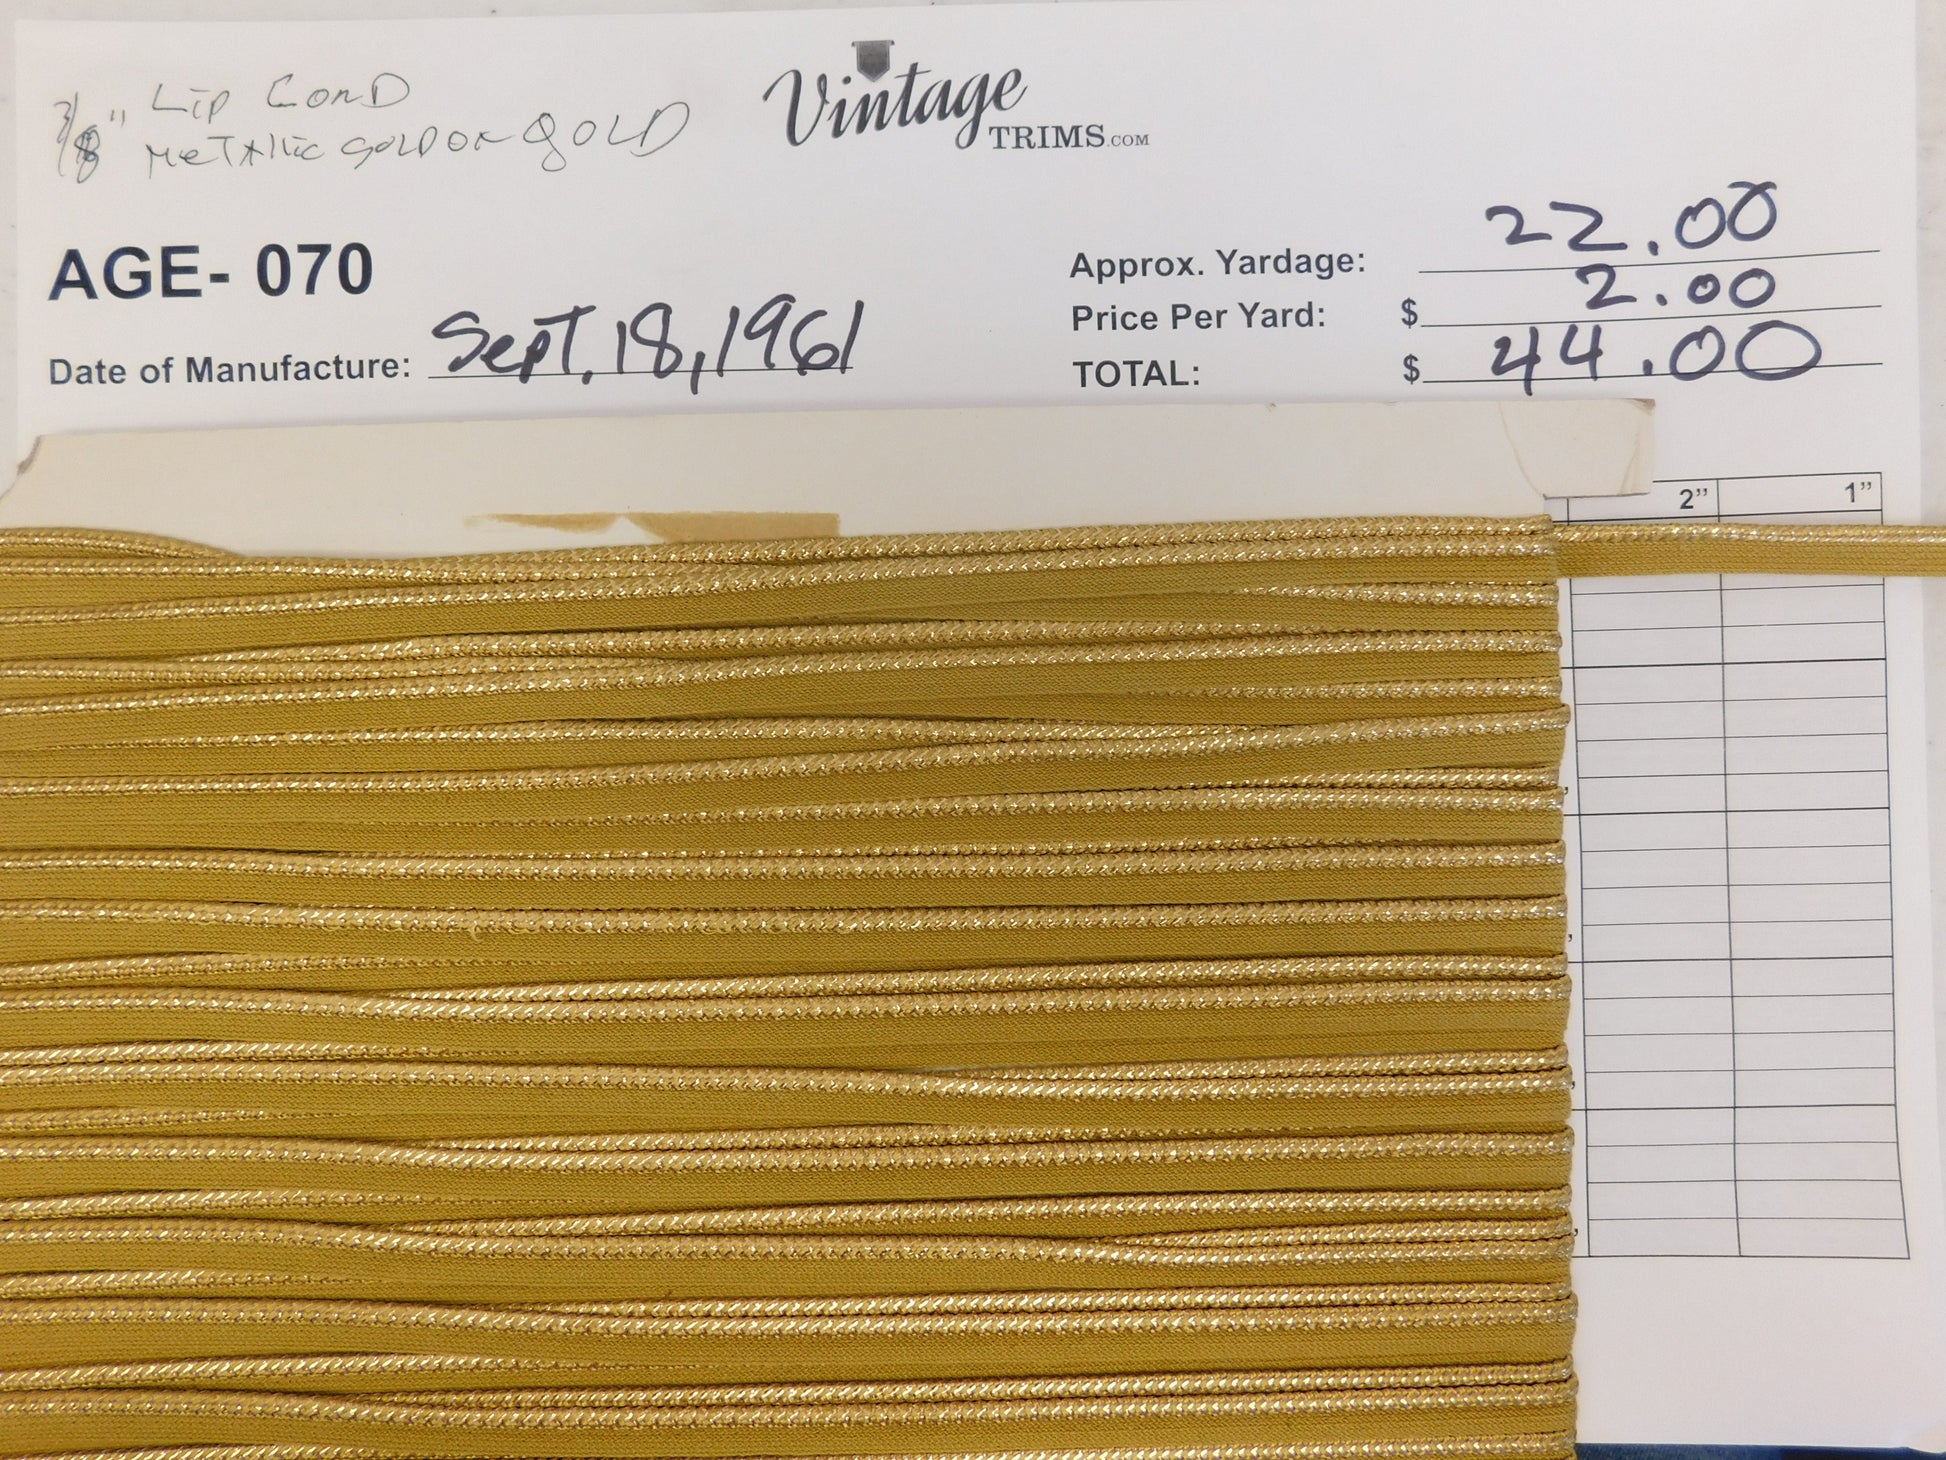 3/8" Lip Cord
Metallic gold on gold
Vintage
TRIMS.COM
AGE- 070
Date of Manufacture: Sept. 18, 1961
Approx. Yardage: 22.00
Price Per Yard: $ 2.00
TOTAL: $ 44.00
2” 1”